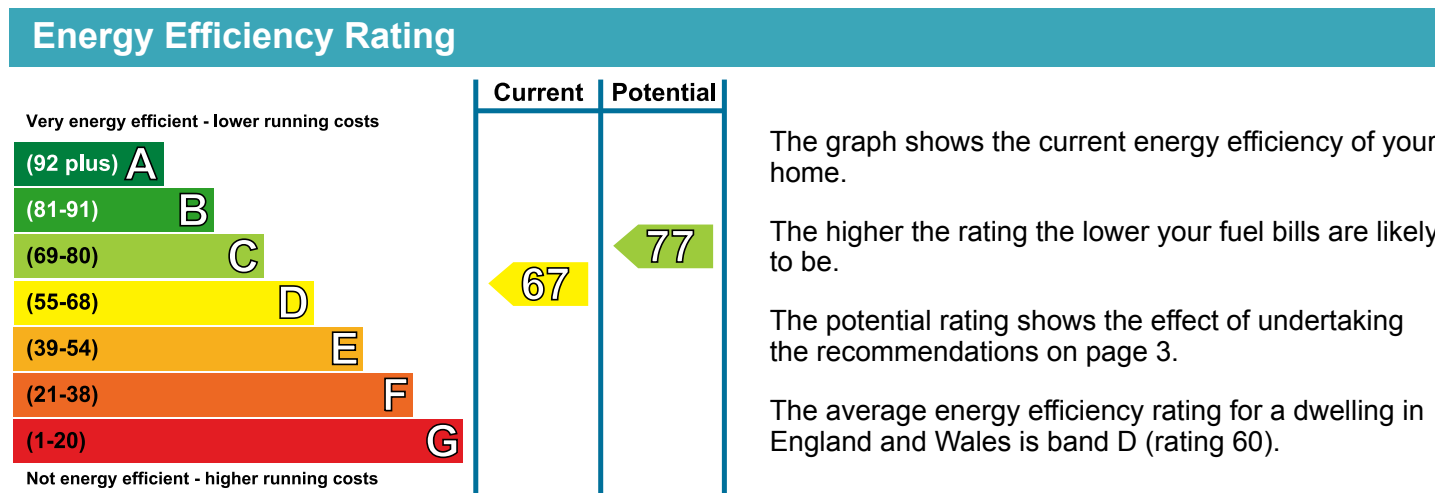 Energy Efficiency Rating
Current Potential
Very energy efficient - lower running costs
(92 plus) A
(81-91) B
(69-80) C
(55-68) D
(39-54) E
(21-38) F
(1-20) G
Not energy efficient - higher running costs
67
77
The graph shows the current energy efficiency of your
home.
The higher the rating the lower your fuel bills are likely
to be.
The potential rating shows the effect of undertaking
the recommendations on page 3.
The average energy efficiency rating for a dwelling in
England and Wales is band D (rating 60).